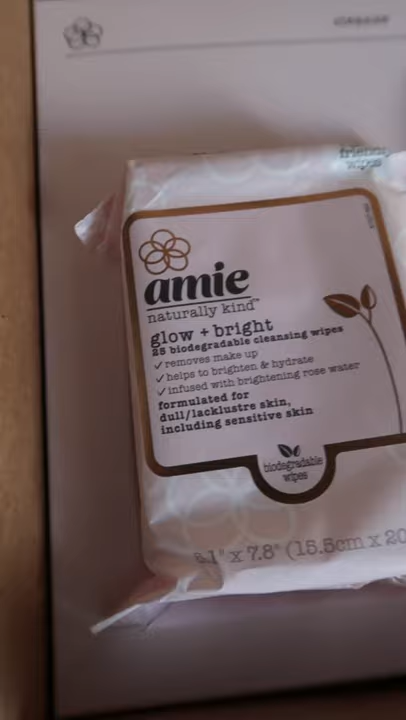 friendly
wipes
amie
naturally kind™
glow + bright
25 biodegradable cleansing wipes
✓ removes make up
✓ helps to brighten & hydrate
✓ infused with brightening rose water
formulated for
dull/lacklustre skin,
including sensitive skin
biodegradable
wipes
6.1" x 7.8" (15.5cm x 20